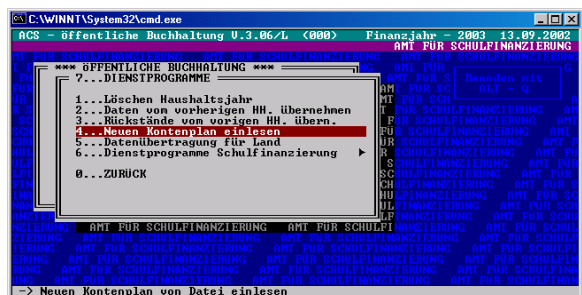 C:\WINNT\System32\cmd.exe
ACS - öffentliche Buchhaltung V.3.06/L (000) Finanzjahr - 2003 13.09.2002
AMT FÜR SCHULFINANZIERUNG
*** ÖFFENTLICHE BUCHHALTUNG ***
7...DIENSTPROGRAMME
Beenden mit
ALT - Q
1...Löschen Haushaltsjahr
2...Daten vom vorherigen HH. übernehmen
3...Rückstände vom vorigen HH. übern.
4...Neuen Kontenplan einlesen
5...Datenübertragung für Land
6...Dienstprogramme Schulfinanzierung
0...ZURÜCK
AMT FÜR SCHULFINANZIERUNG AMT FÜR SCHULFI
-> Neuen Kontenplan von Datei einlesen